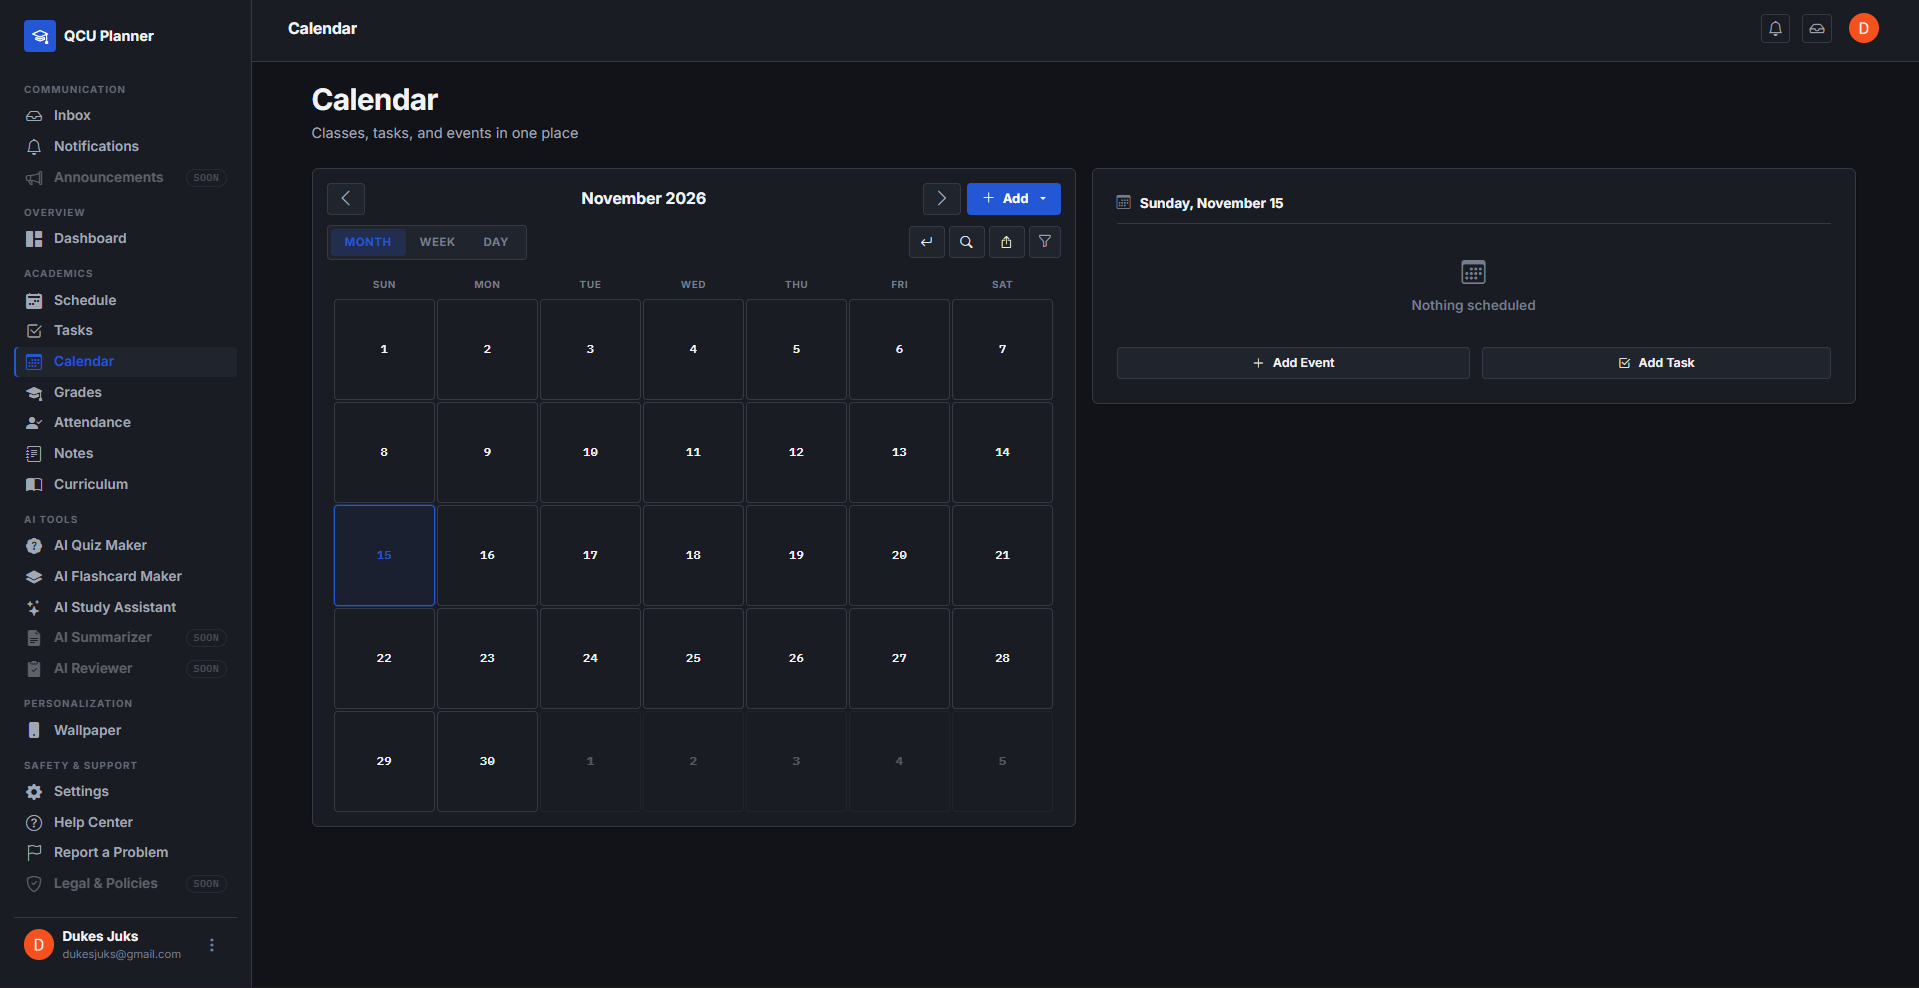 QCU Planner
COMMUNICATION
Inbox
Notifications
Announcements SOON
OVERVIEW
Dashboard
ACADEMICS
Schedule
Tasks
Calendar
Grades
Attendance
Notes
Curriculum
AI TOOLS
AI Quiz Maker
AI Flashcard Maker
AI Study Assistant
AI Summarizer SOON
AI Reviewer SOON
PERSONALIZATION
Wallpaper
SAFETY & SUPPORT
Settings
Help Center
Report a Problem
Legal & Policies SOON
D
Dukes Juks
dukesjuks@gmail.com
Calendar
D
Calendar
Classes, tasks, and events in one place
November 2026
Add
MONTH WEEK DAY
SUN MON TUE WED THU FRI SAT
1 2 3 4 5 6 7
8 9 10 11 12 13 14
15 16 17 18 19 20 21
22 23 24 25 26 27 28
29 30 1 2 3 4 5
Sunday, November 15
Nothing scheduled
Add Event
Add Task